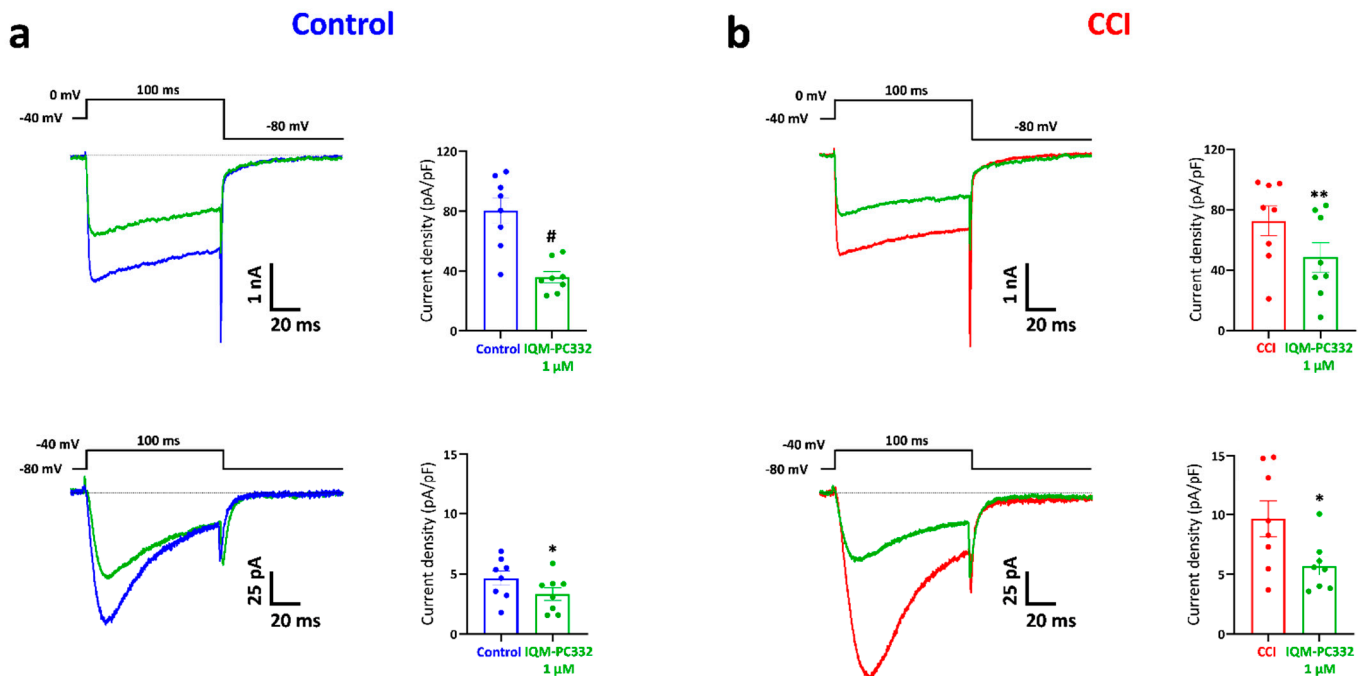 a
Control
0 mV
100 ms
-40 mV
-80 mV
1 nA
20 ms
Current density (pA/pF)
120
80
40
0
#
Control
IQM-PC332
1 µM
-40 mV
100 ms
-80 mV
25 pA
20 ms
Current density (pA/pF)
15
10
5
0
*
Control
IQM-PC332
1 µM
b
CCI
0 mV
100 ms
-40 mV
-80 mV
1 nA
20 ms
Current density (pA/pF)
120
80
40
0
**
CCI
IQM-PC332
1 µM
-40 mV
100 ms
-80 mV
25 pA
20 ms
Current density (pA/pF)
15
10
5
0
*
CCI
IQM-PC332
1 µM